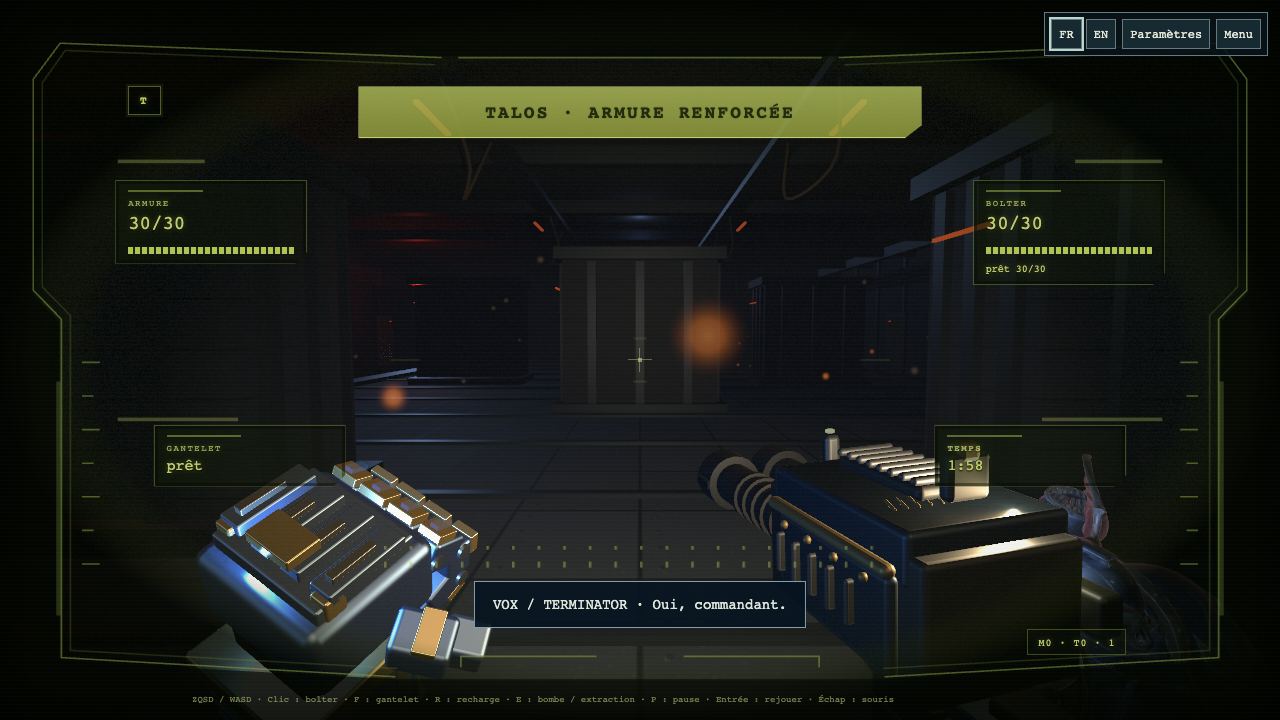 FR EN Paramètres Menu
T
TALOS · ARMURE RENFORCÉE
ARMURE
30/30
BOLTER
30/30
prêt 30/30
GANTELET
prêt
TEMPS
1:58
VOX / TERMINATOR · Oui, commandant.
M0 · T0 · 1
ZQSD / WASD · Clic : bolter · F : gantelet · R : recharge · E : bombe / extraction · P : pause · Entrée : rejouer · Échap : souris